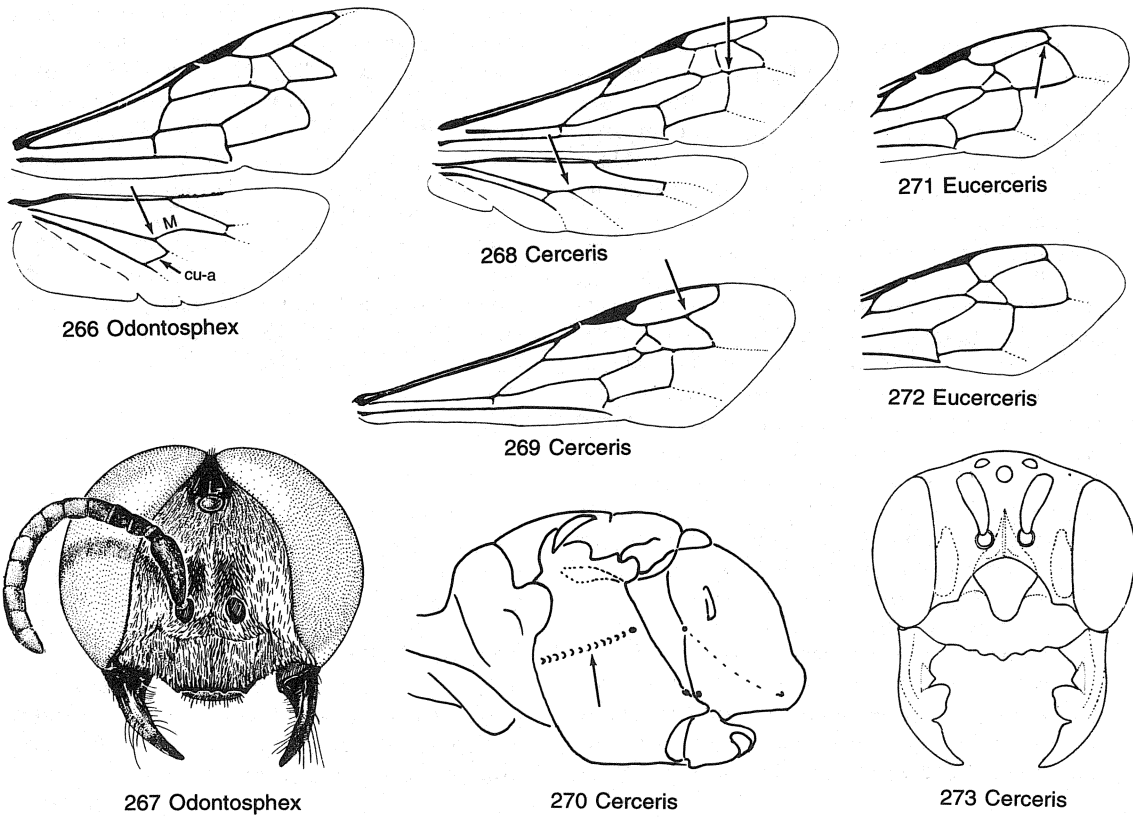 M
cu-a
266 Odontosphex
268 Cerceris
271 Eucerceris
269 Cerceris
272 Eucerceris
267 Odontosphex
270 Cerceris
273 Cerceris